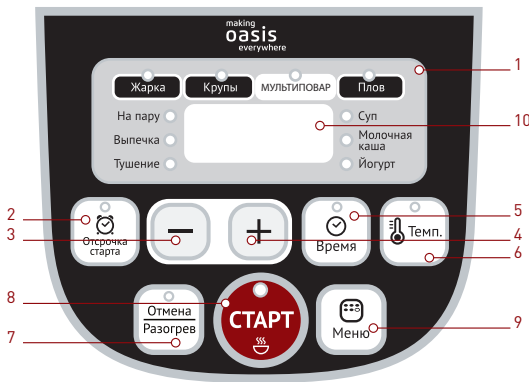 making
oasis
everywhere
1
Жарка Крупы МУЛЬТИПОВАР Плов
10
На пару Суп
Выпечка Молочная каша
Тушение Йогурт
2
3
Отсрочка
старта
− +
Время
Темп.
5
4
6
8
7
Отмена
Разогрев
СТАРТ
Меню
9